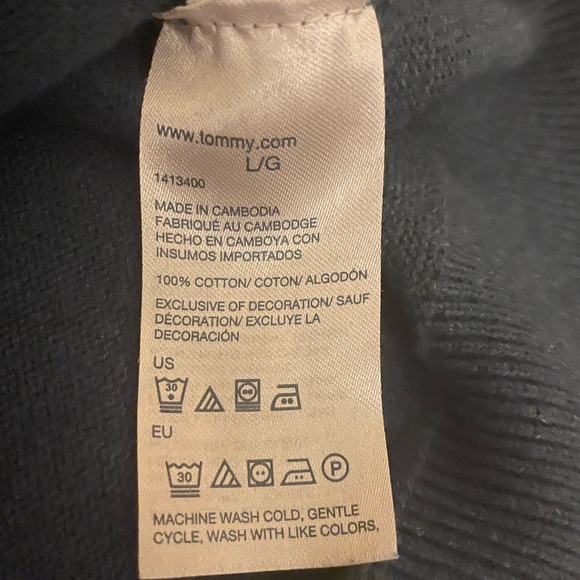 www.tommy.com
L/G
1413400
MADE IN CAMBODIA
FABRIQUÉ AU CAMBODGE
HECHO EN CAMBOYA CON
INSUMOS IMPORTADOS
100% COTTON/ COTON/ ALGODÓN
EXCLUSIVE OF DECORATION/ SAUF
DÉCORATION/ EXCLUYE LA
DECORACIÓN
US
30
EU
30 P
MACHINE WASH COLD, GENTLE
CYCLE, WASH WITH LIKE COLORS,